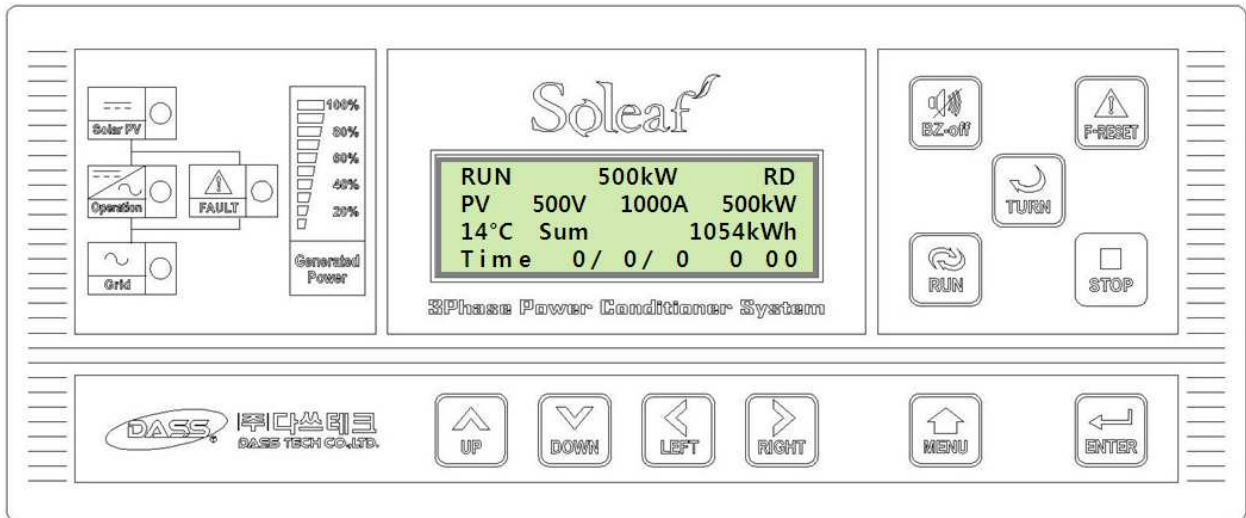 Solar PV
Operation
FAULT
Grid
100%
80%
60%
40%
20%
Generated
Power
Soleaf
RUN 500kW RD
PV 500V 1000A 500kW
14°C Sum 1054kWh
Time 0/ 0/ 0 0 00
3Phase Power Conditioner System
BZ-off
F-RESET
TURN
RUN
STOP
DASS
(주)다쓰테크
DASS TECH CO.,LTD.
UP
DOWN
LEFT
RIGHT
MENU
ENTER